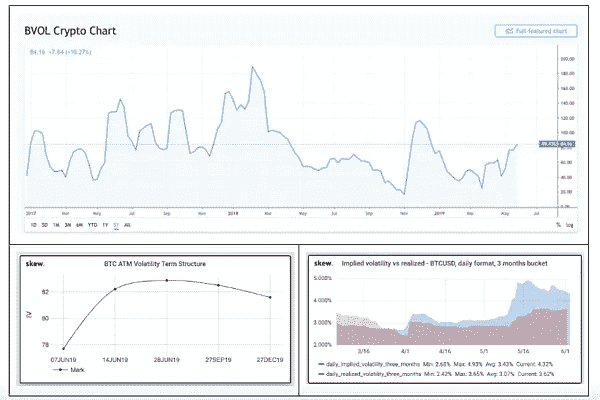 BVOL Crypto Chart
Full-featured chart
84.16 +7.84 (+10.27%)
200.00
180.00
160.00
140.00
120.00
100.00
80.00
60.00
40.00
20.00
0.00
2017 Mar May Jul Sep Nov 2018 Mar May Jul Sep Nov 2019 Mar May Jul
1D 5D 1M 3M 6M YTD 1Y 5Y All
% log
skew. BTC ATM Volatility Term Structure
IV
82
80
78
07JUN19 14JUN19 28JUN19 27SEP19 27DEC19
Mark
skew. Implied volatility vs realized - BTCUSD, daily format, 3 months bucket
5.000%
4.000%
3.000%
2.000%
3/16 4/1 4/16 5/1 5/16 6/1
daily_implied_volatility_three_months Min: 2.68% Max: 4.93% Avg: 3.43% Current: 4.32%
daily_realized_volatility_three_months Min: 2.42% Max: 3.65% Avg: 3.07% Current: 3.62%